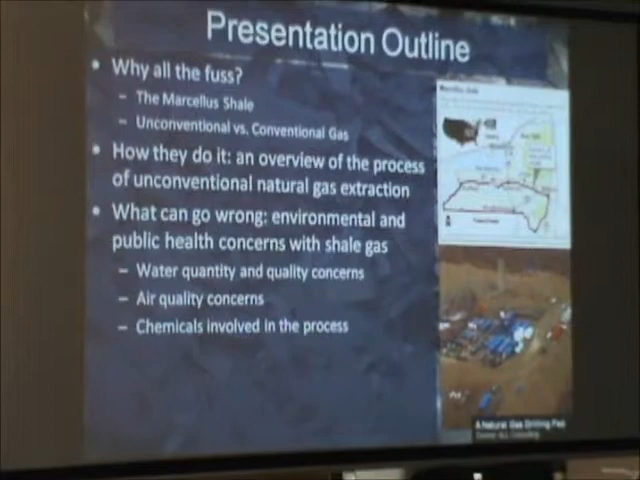 Presentation Outline
• Why all the fuss?
– The Marcellus Shale
– Unconventional vs. Conventional Gas
• How they do it: an overview of the process
of unconventional natural gas extraction
• What can go wrong: environmental and
public health concerns with shale gas
– Water quantity and quality concerns
– Air quality concerns
– Chemicals involved in the process
A Natural Gas Drilling Pad